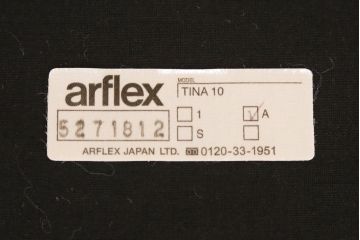 arflex
MODEL
TINA 10
5271812
1
A
S
ARFLEX JAPAN LTD. 0120-33-1951